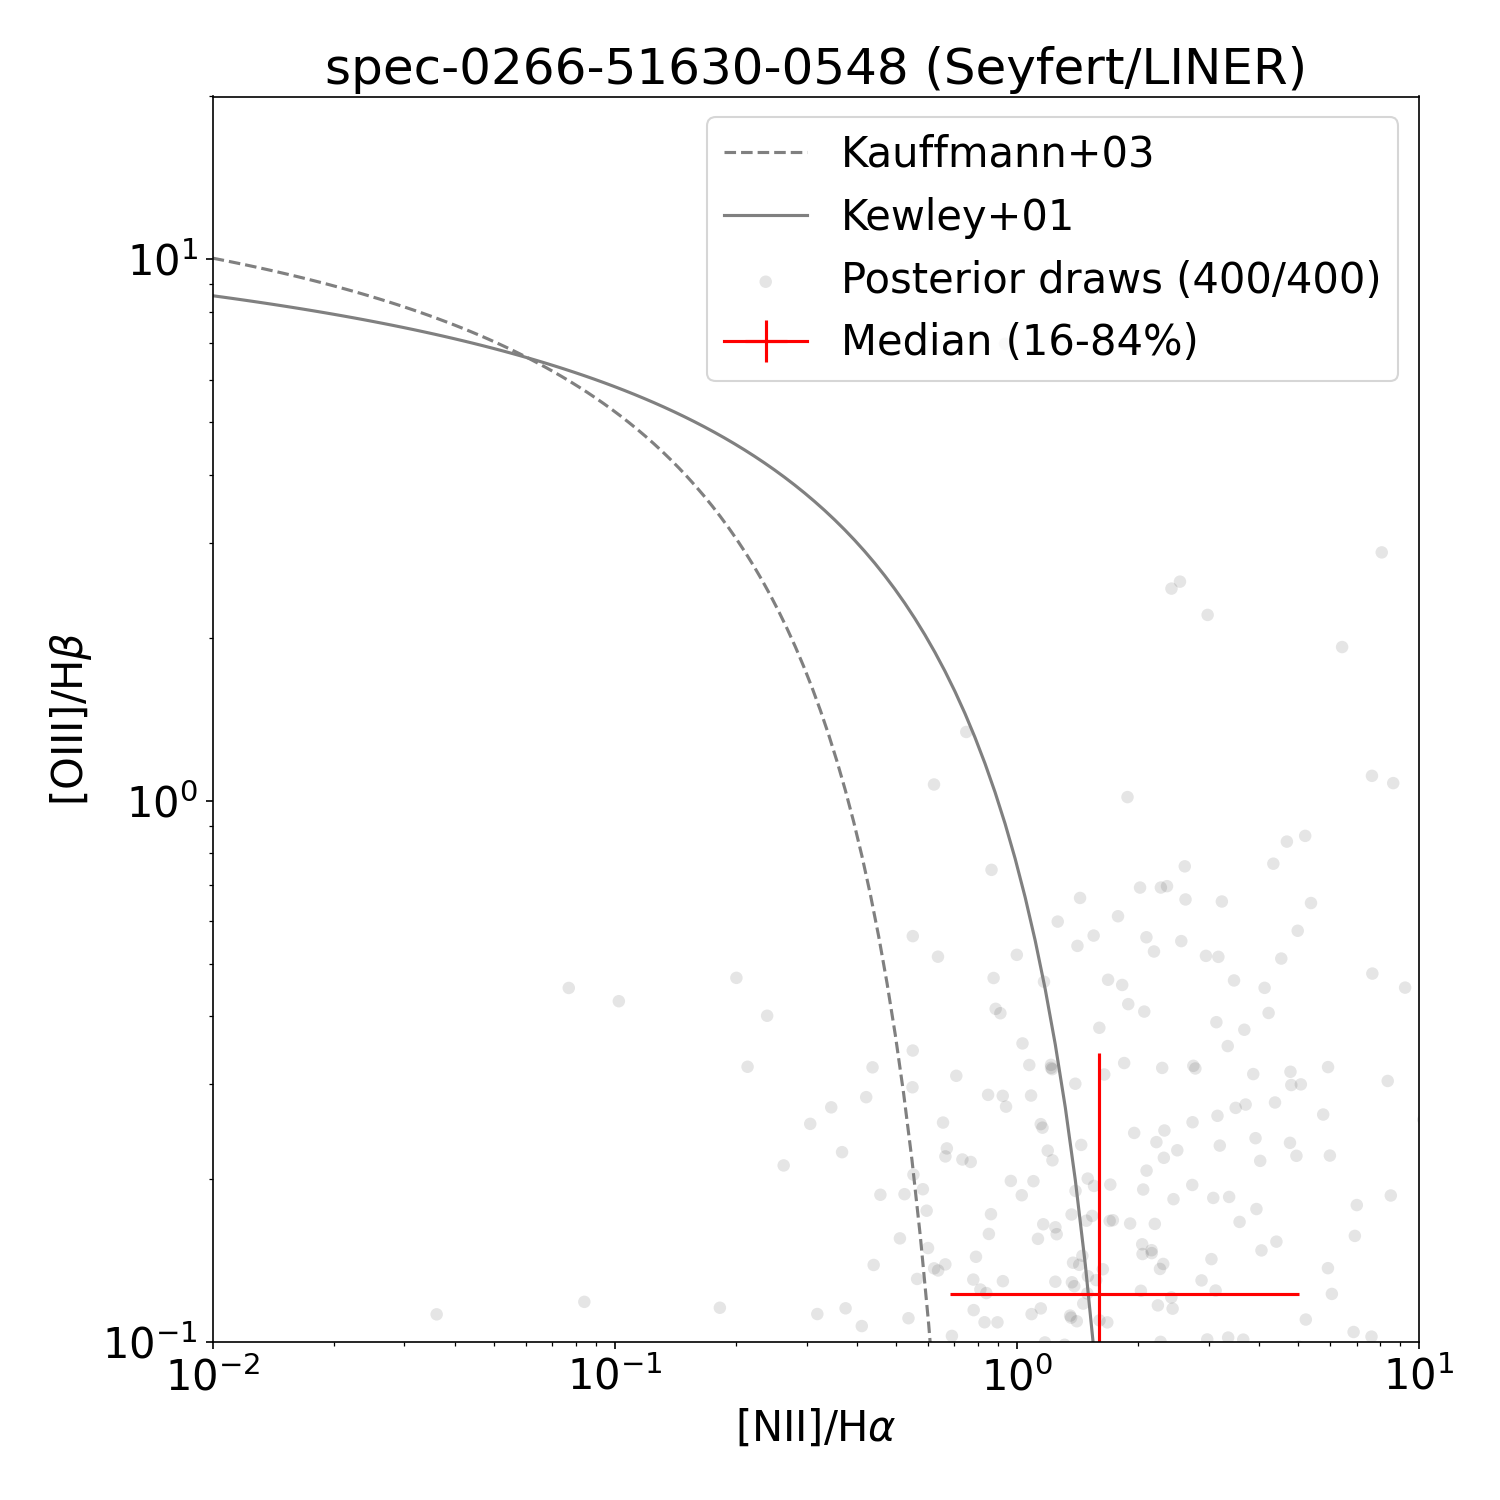 spec-0266-51630-0548 (Seyfert/LINER)
Kauffmann+03
Kewley+01
Posterior draws (400/400)
Median (16-84%)
[OIII]/Hβ
10¹
10⁰
10⁻¹
10⁻²
10⁻¹
10⁰
10¹
[NII]/Hα